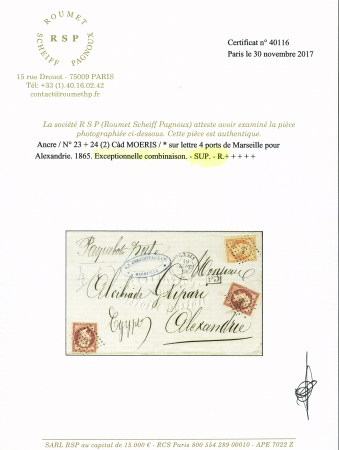 ROUMET
RSP
SCHEIFF PAGNOUX
Certificat n° 40116
Paris le 30 novembre 2017
15 rue Drouot - 75009 PARIS
Tél: +33 (1).40.16.02.42
contact@roumethp.com
La société R S P (Roumet Scheiff Pagnoux) atteste avoir examiné la pièce
photographiée ci-dessous. Cette pièce est authentique.
Ancre / N° 23 + 24 (2) Càd MOERIS / * sur lettre 4 ports de Marseille pour
Alexandrie. 1865. Exceptionnelle combinaison. - SUP. - R.+ + + + +
Paquebot Poste
MARSEILLE
Monsieur
Egypte
Alexandrie
SARL RSP au capital de 15.000 € - RCS Paris 800 554 289 00010 - APE 7022 Z